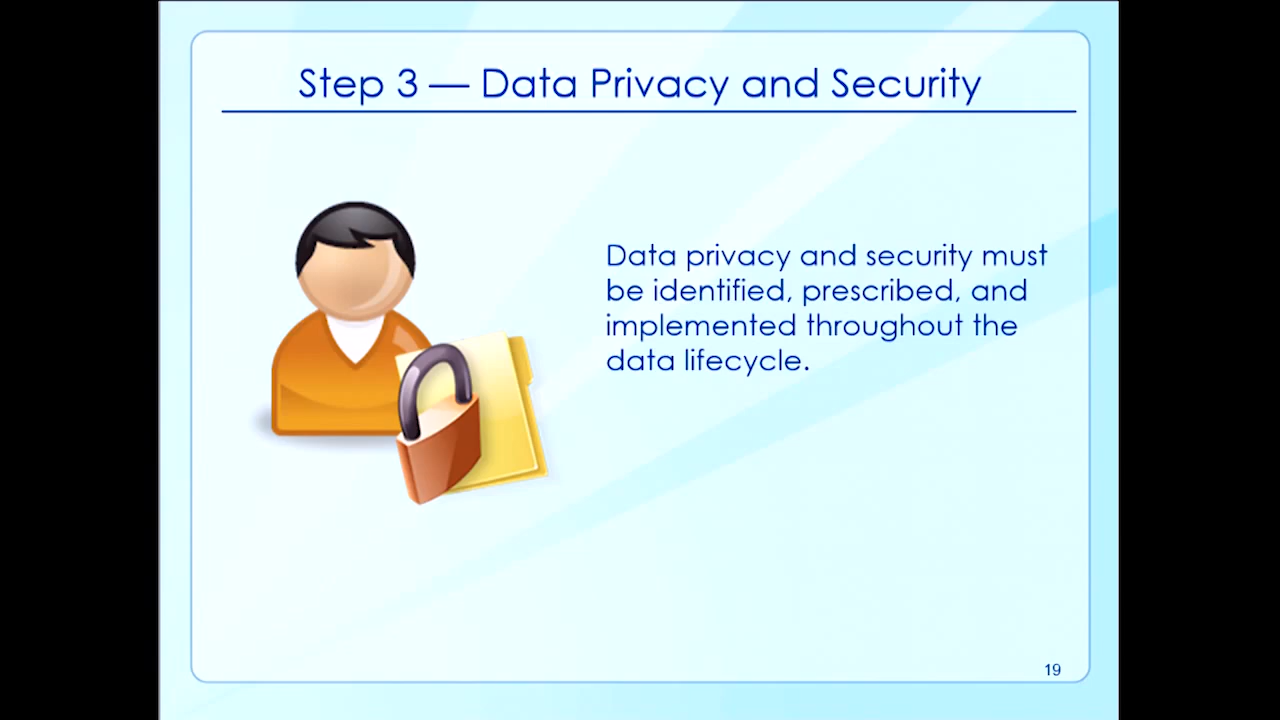 Step 3 — Data Privacy and Security
Data privacy and security must
be identified, prescribed, and
implemented throughout the
data lifecycle.
19